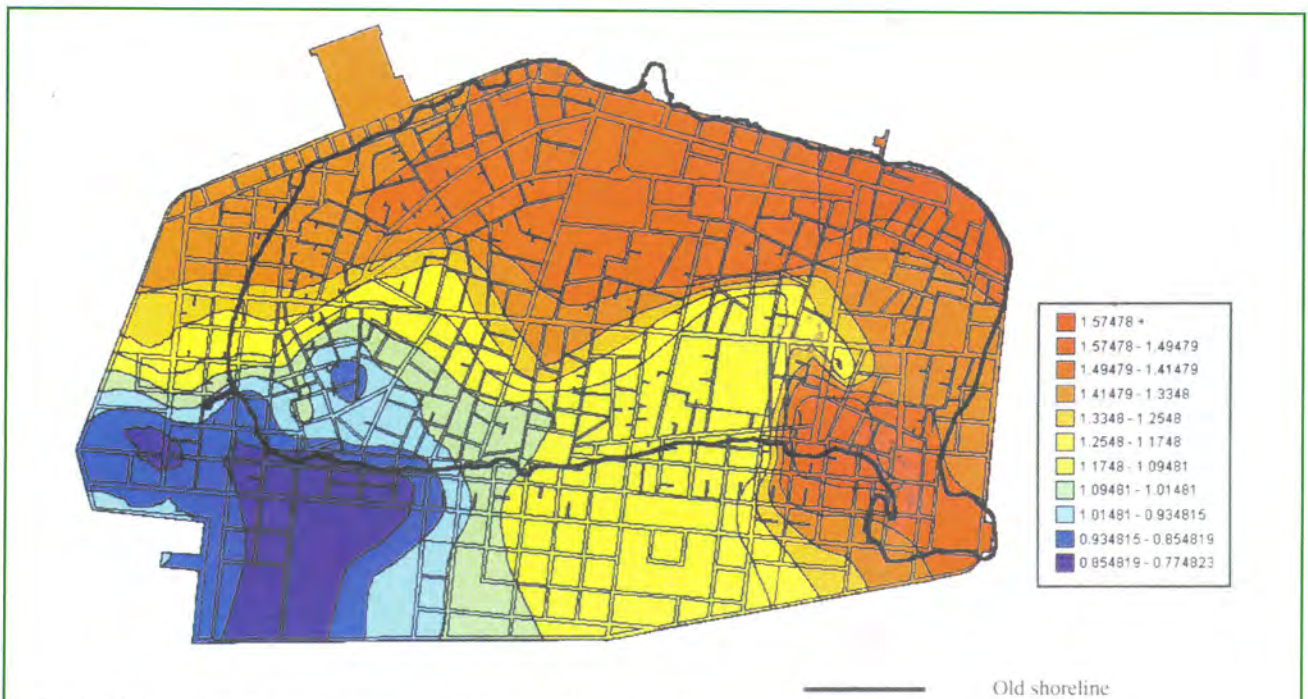 1.57478 +
1.57478 - 1.49479
1.49479 - 1.41479
1.41479 - 1.3348
1.3348 - 1.2548
1.2548 - 1.1748
1.1748 - 1.09481
1.09481 - 1.01481
1.01481 - 0.934815
0.934815 - 0.854819
0.854819 - 0.774823
Old shoreline